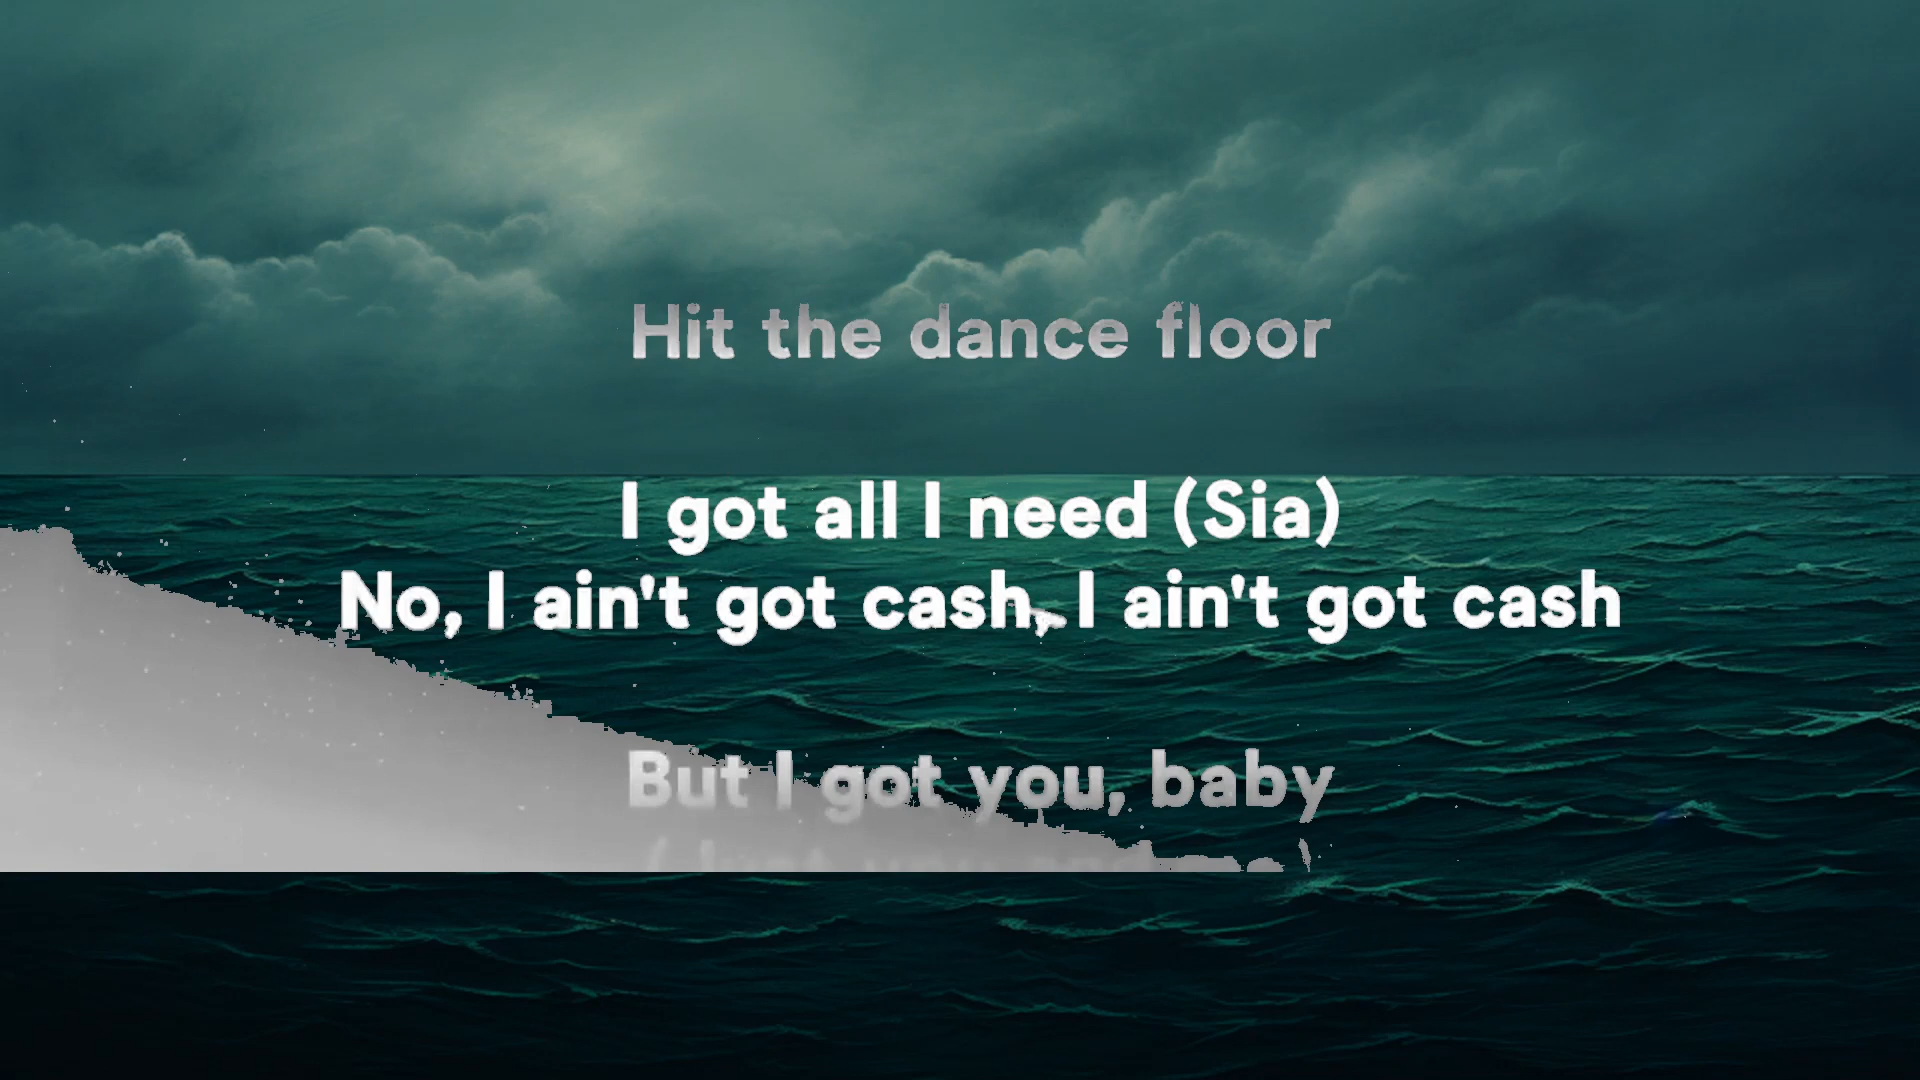 Hit the dance floor
I got all I need (Sia)
No, I ain't got cash, I ain't got cash
But I got you, baby